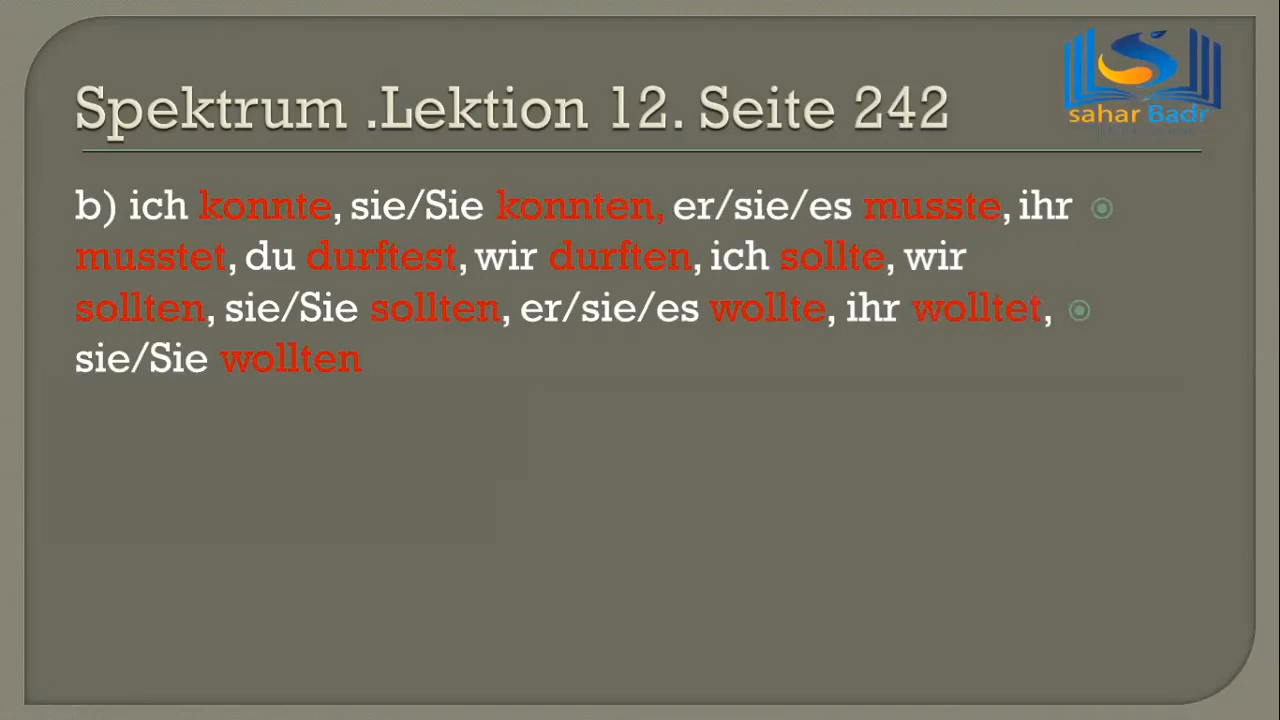 Spektrum .Lektion 12. Seite 242
sahar Badr
b) ich konnte, sie/Sie konnten, er/sie/es musste, ihr
musstet, du durftest, wir durften, ich sollte, wir
sollten, sie/Sie sollten, er/sie/es wollte, ihr wolltet,
sie/Sie wollten